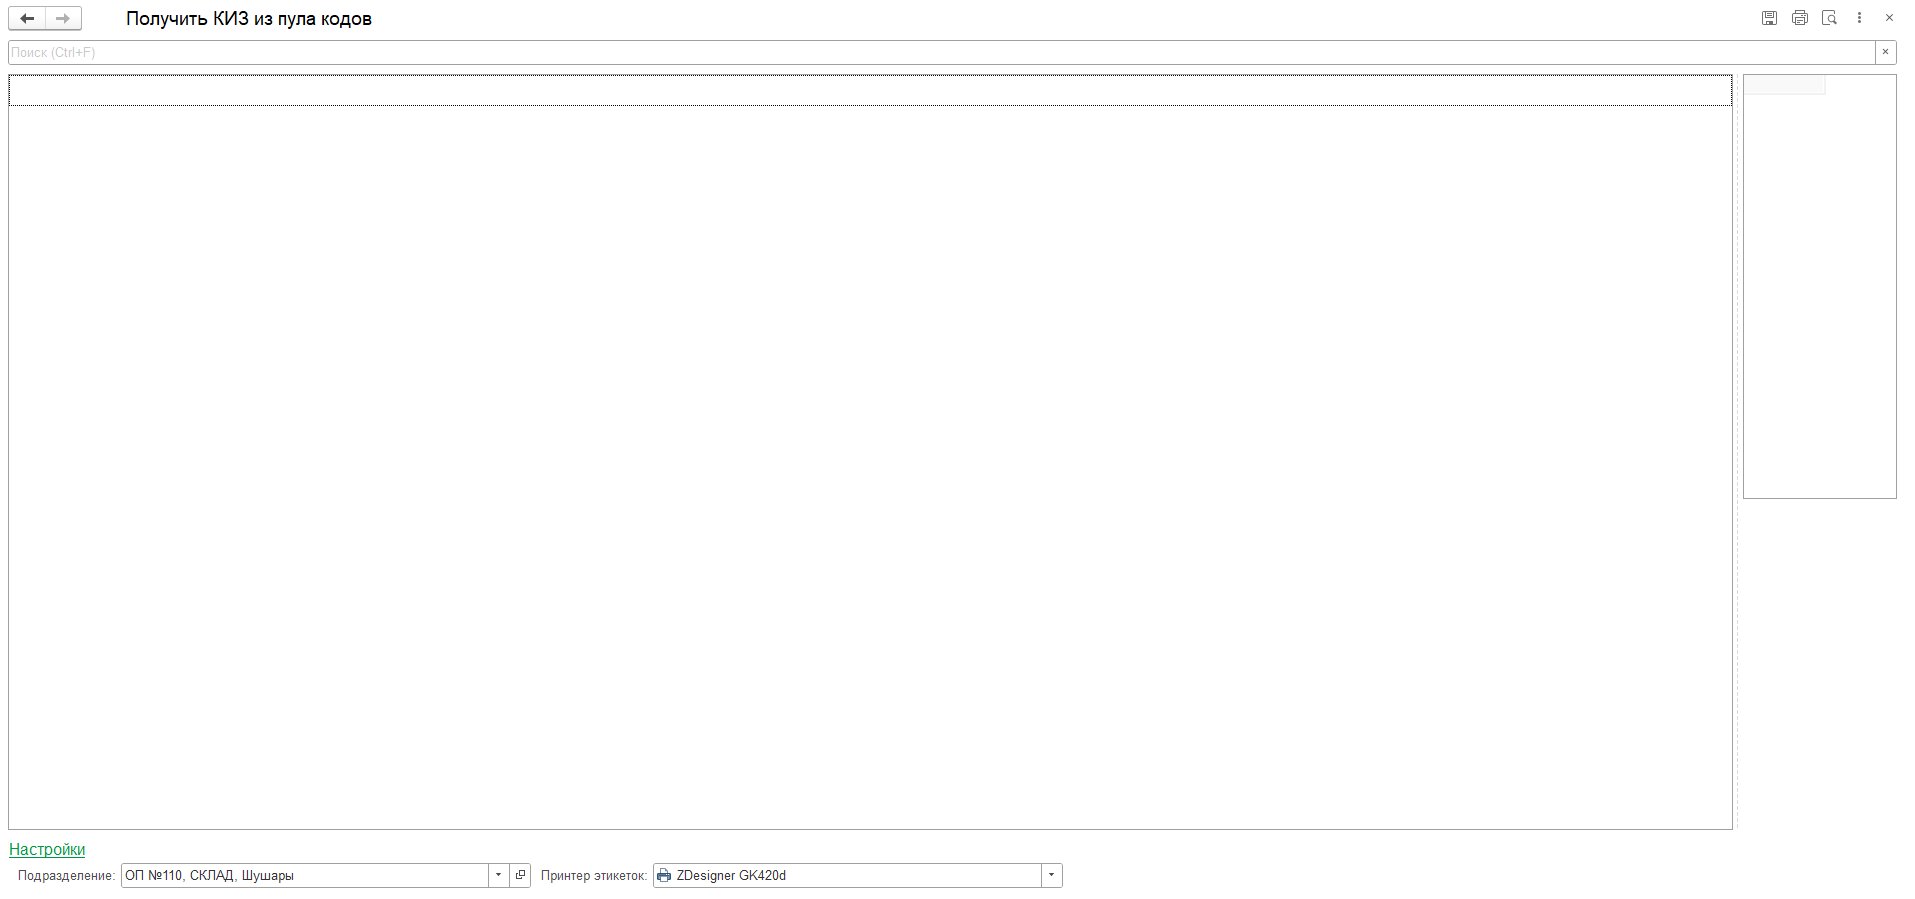 Получить КИЗ из пула кодов
Поиск (Ctrl+F)
Настройки
Подразделение: ОП №110, СКЛАД, Шушары Принтер этикеток: ZDesigner GK420d